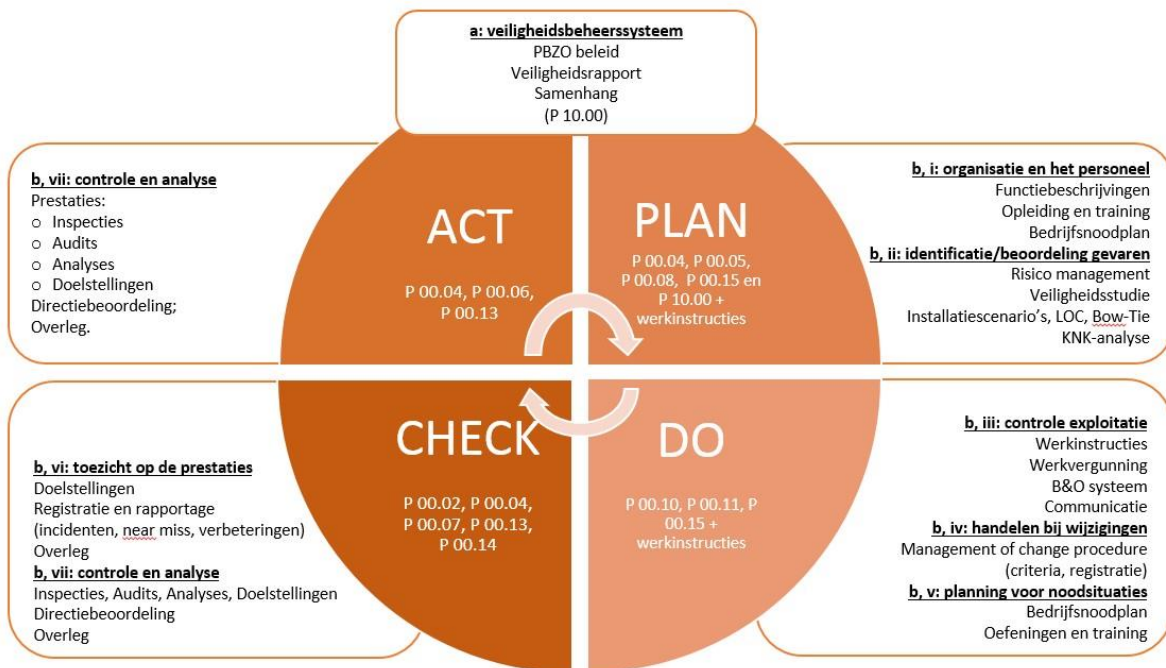 a: veiligheidsbeheerssysteem
PBZO beleid
Veiligheidsrapport
Samenhang
(P 10.00)
b, vii: controle en analyse
Prestaties:
o Inspecties
o Audits
o Analyses
o Doelstellingen
Directiebeoordeling;
Overleg.
ACT
P 00.04, P 00.06,
P 00.13
PLAN
P 00.04, P 00.05,
P 00.08, P 00.15 en
P 10.00 +
werkinstructies
b, i: organisatie en het personeel
Functiebeschrijvingen
Opleiding en training
Bedrijfsnoodplan
b, ii: identificatie/beoordeling gevaren
Risico management
Veiligheidsstudie
Installatiescenario's, LOC, Bow-Tie
KNK-analyse
b, vi: toezicht op de prestaties
Doelstellingen
Registratie en rapportage
(incidenten, near miss, verbeteringen)
Overleg
b, vii: controle en analyse
Inspecties, Audits, Analyses, Doelstellingen
Directiebeoordeling
Overleg
CHECK
P 00.02, P 00.04,
P 00.07, P 00.13,
P 00.14
DO
P 00.10, P 00.11, P
00.15 +
werkinstructies
b, iii: controle exploitatie
Werkinstructies
Werkvergunning
B&O systeem
Communicatie
b, iv: handelen bij wijzigingen
Management of change procedure
(criteria, registratie)
b, v: planning voor noodsituaties
Bedrijfsnoodplan
Oefeningen en training